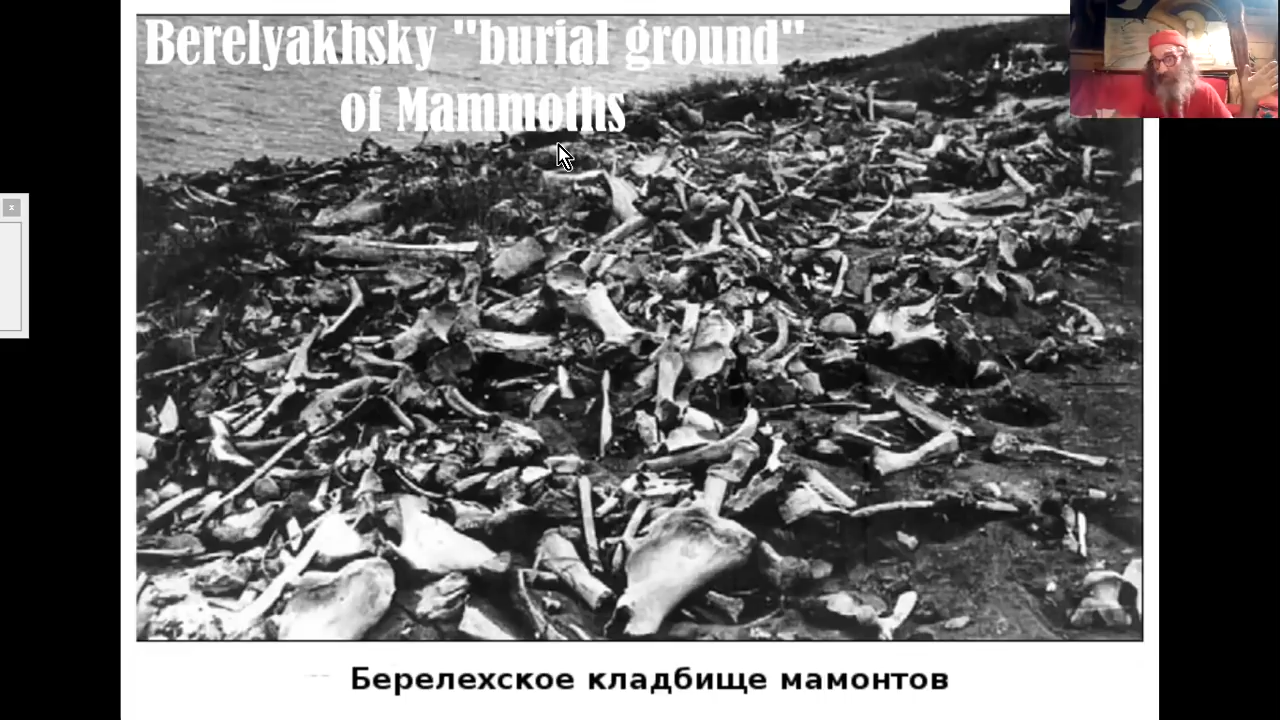 Berelyakhsky "burial ground"
of Mammoths
Берелехское кладбище мамонтов